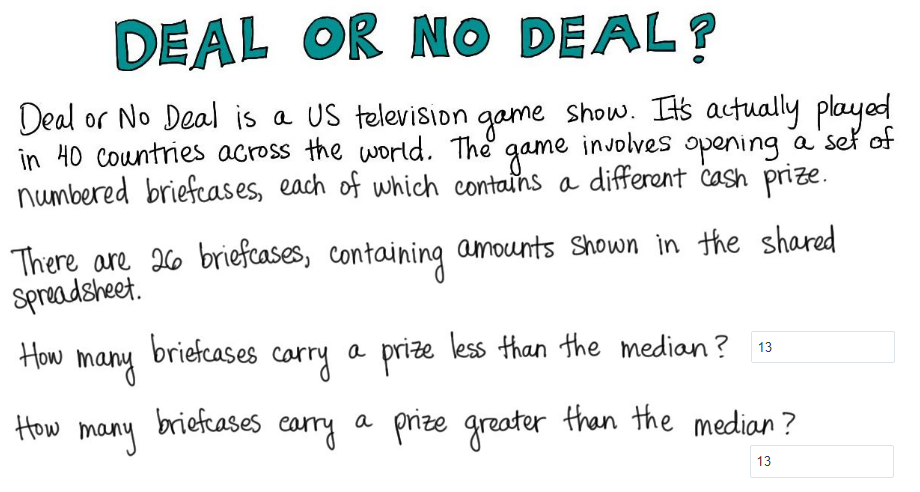 DEAL OR NO DEAL?
Deal or No Deal is a US television game show. It's actually played
in 40 countries across the world. The game involves opening a set of
numbered briefcases, each of which contains a different cash prize.
There are 26 briefcases, containing amounts shown in the shared
spreadsheet.
How many briefcases carry a prize less than the median? 13
How many briefcases carry a prize greater than the median?
13